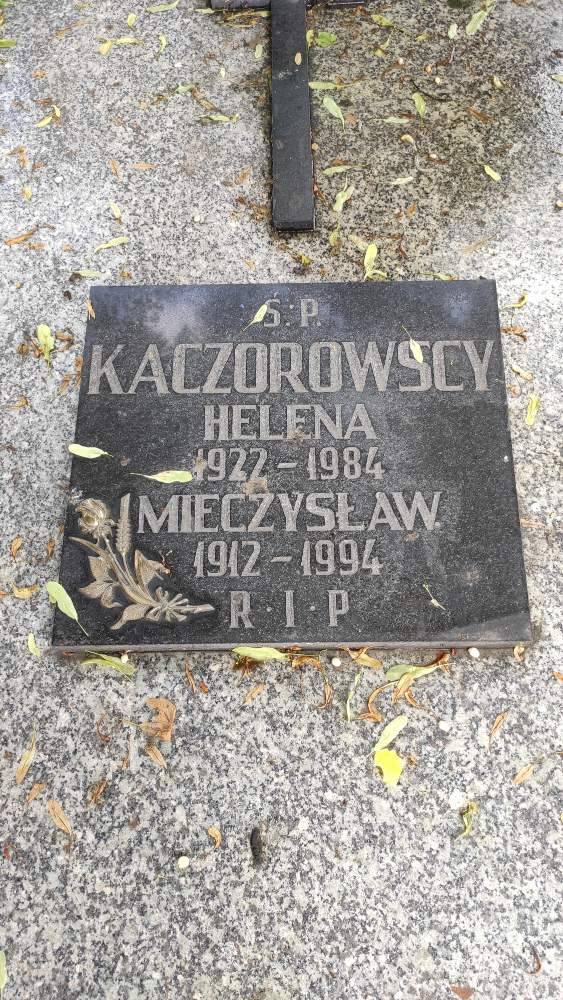 Ś.P.
KACZOROWSCY
HELENA
1922 - 1984
MIECZYSŁAW
1912 - 1994
R·I·P